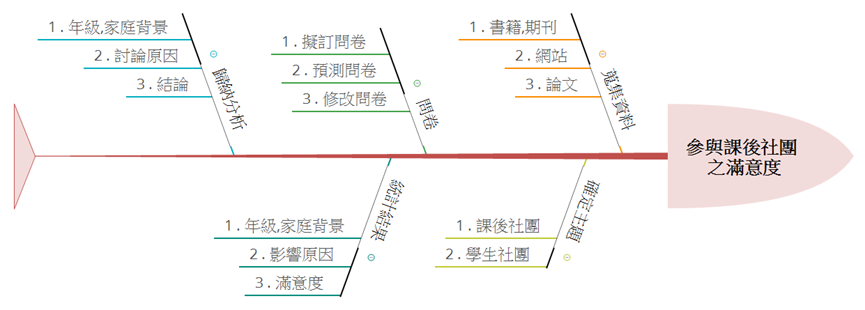 1 . 年級,家庭背景
2 . 討論原因
3 . 結論
歸納分析
1 . 擬訂問卷
2 . 預測問卷
3 . 修改問卷
問卷
1 . 書籍,期刊
2 . 網站
3 . 論文
蒐集資料
參與課後社團
之滿意度
1 . 年級,家庭背景
2 . 影響原因
3 . 滿意度
統計結果
1 . 課後社團
2 . 學生社團
確定主題